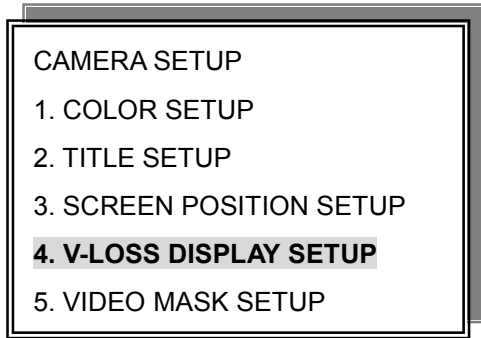 CAMERA SETUP
1. COLOR SETUP
2. TITLE SETUP
3. SCREEN POSITION SETUP
4. V-LOSS DISPLAY SETUP
5. VIDEO MASK SETUP